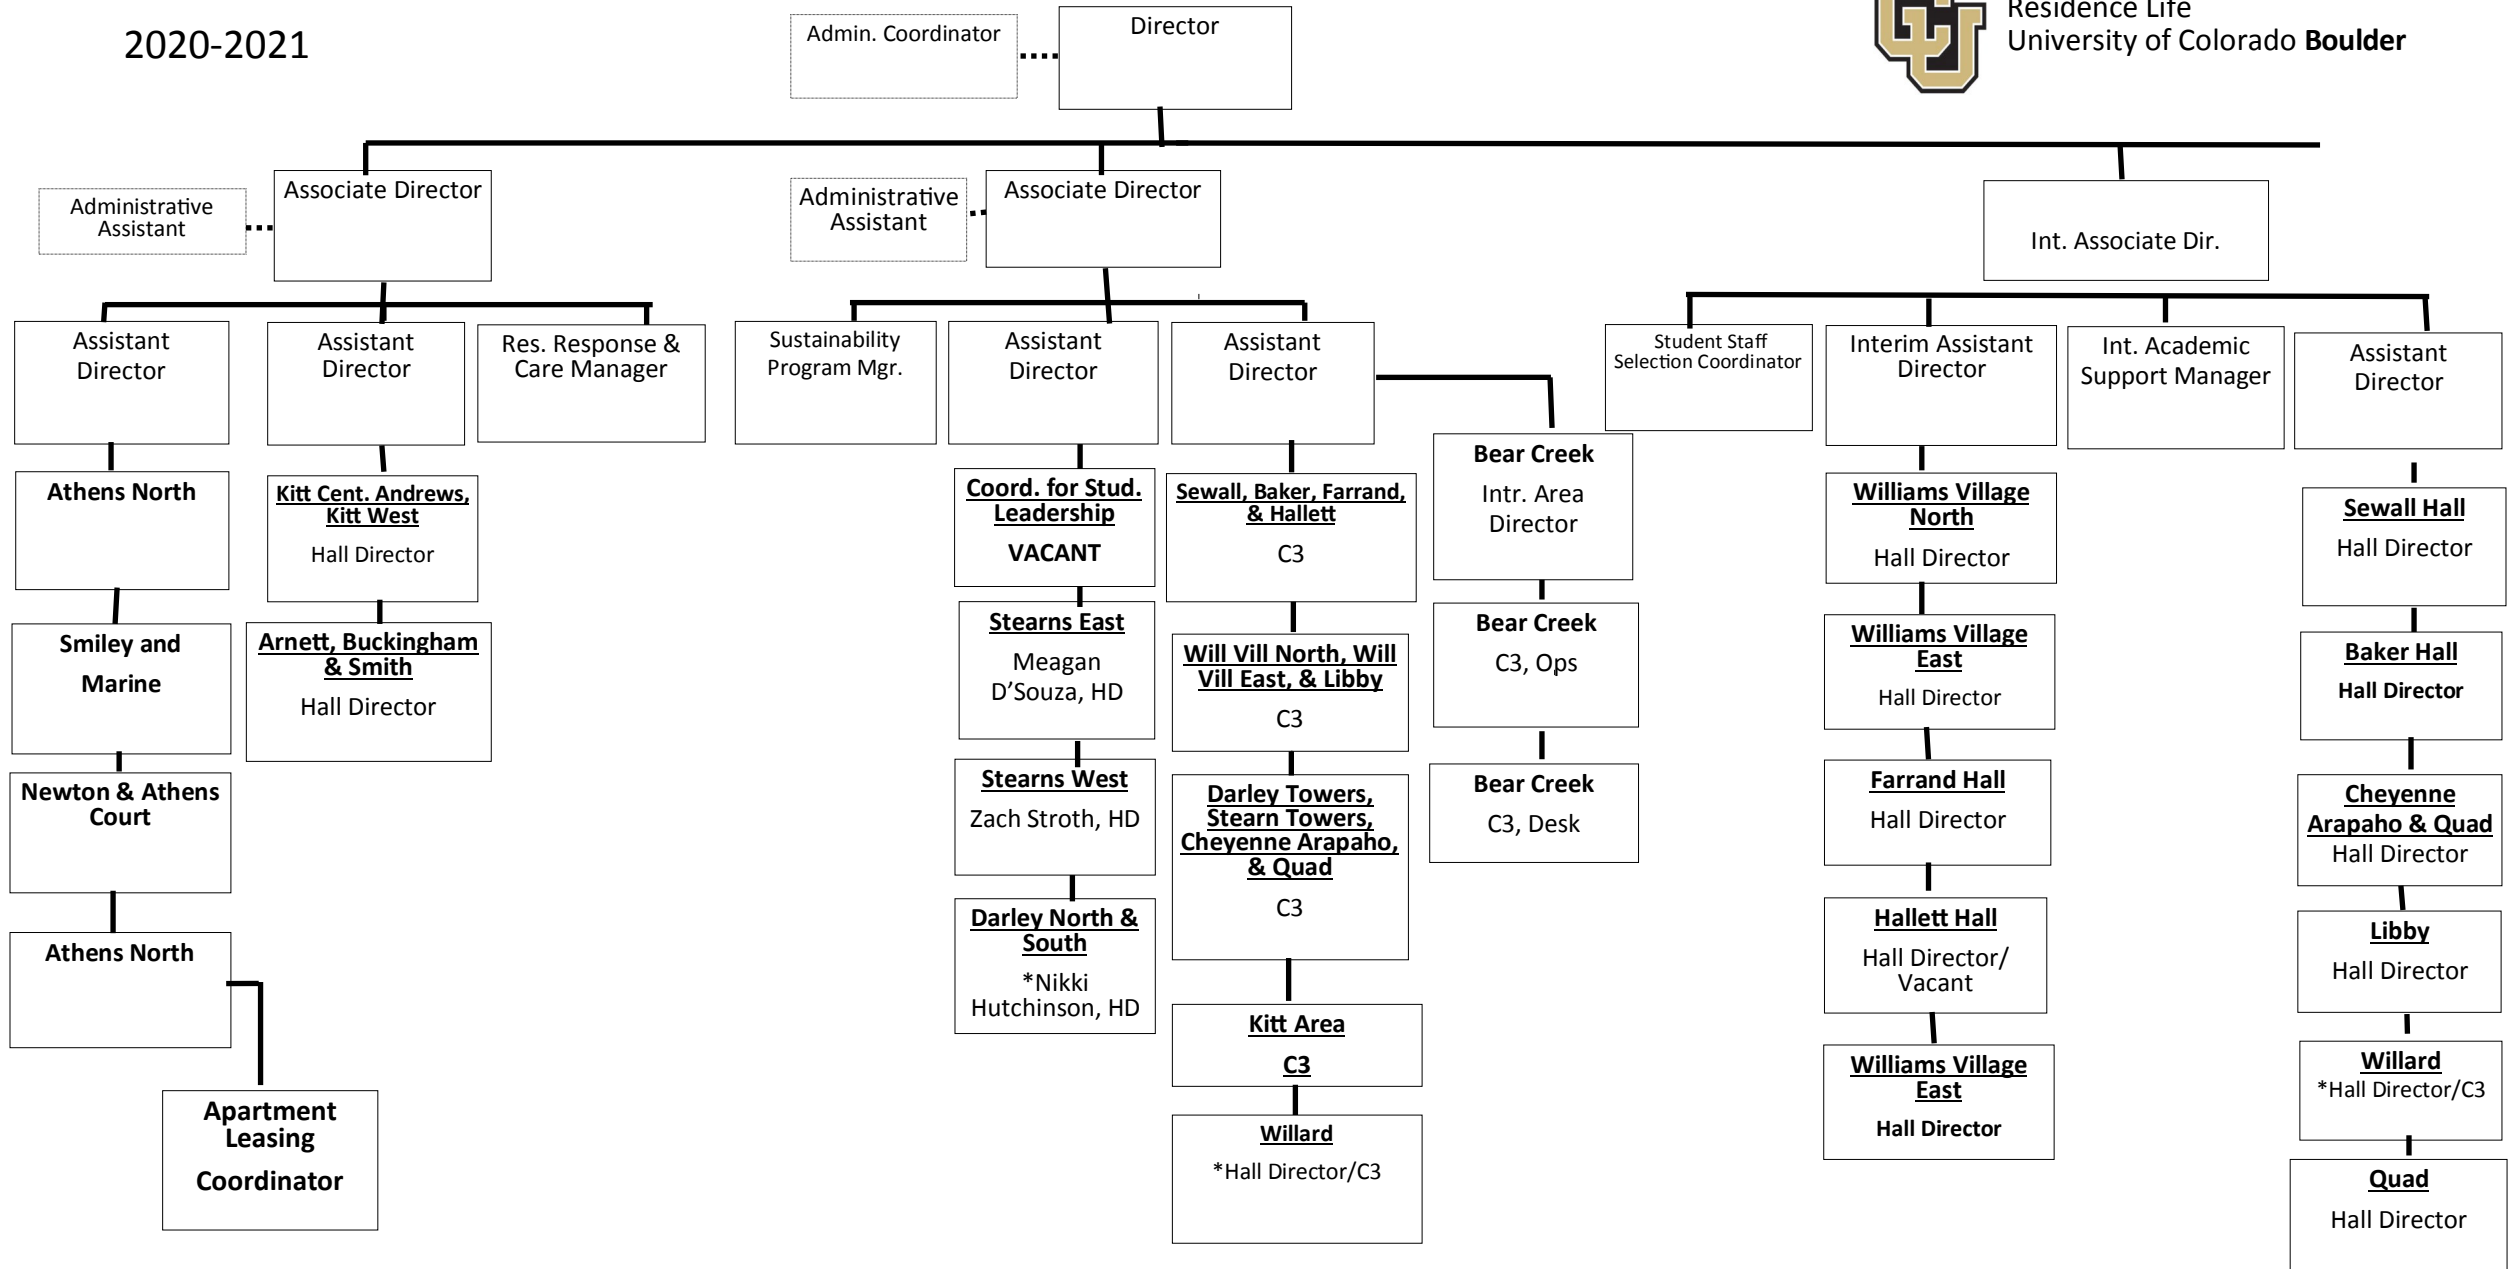 2020-2021
Admin. Coordinator
Director
Residence Life
University of Colorado Boulder
Administrative
Assistant
Associate Director
Administrative
Assistant
Associate Director
Int. Associate Dir.
Assistant
Director
Assistant
Director
Res. Response &
Care Manager
Sustainability
Program Mgr.
Assistant
Director
Assistant
Director
Student Staff
Selection Coordinator
Interim Assistant
Director
Int. Academic
Support Manager
Assistant
Director
Athens North
Smiley and
Marine
Newton & Athens
Court
Athens North
Apartment
Leasing
Coordinator
Kitt Cent. Andrews,
Kitt West
Hall Director
Arnett, Buckingham
& Smith
Hall Director
Coord. for Stud.
Leadership
VACANT
Stearns East
Meagan
D’Souza, HD
Stearns West
Zach Stroth, HD
Darley North &
South
*Nikki
Hutchinson, HD
Sewall, Baker, Farrand,
& Hallett
C3
Will Vill North, Will
Vill East, & Libby
C3
Darley Towers,
Stearn Towers,
Cheyenne Arapaho,
& Quad
C3
Kitt Area
C3
Willard
*Hall Director/C3
Bear Creek
Intr. Area
Director
Bear Creek
C3, Ops
Bear Creek
C3, Desk
Williams Village
North
Hall Director
Williams Village
East
Hall Director
Farrand Hall
Hall Director
Hallett Hall
Hall Director/
Vacant
Williams Village
East
Hall Director
Sewall Hall
Hall Director
Baker Hall
Hall Director
Cheyenne
Arapaho & Quad
Hall Director
Libby
Hall Director
Willard
*Hall Director/C3
Quad
Hall Director